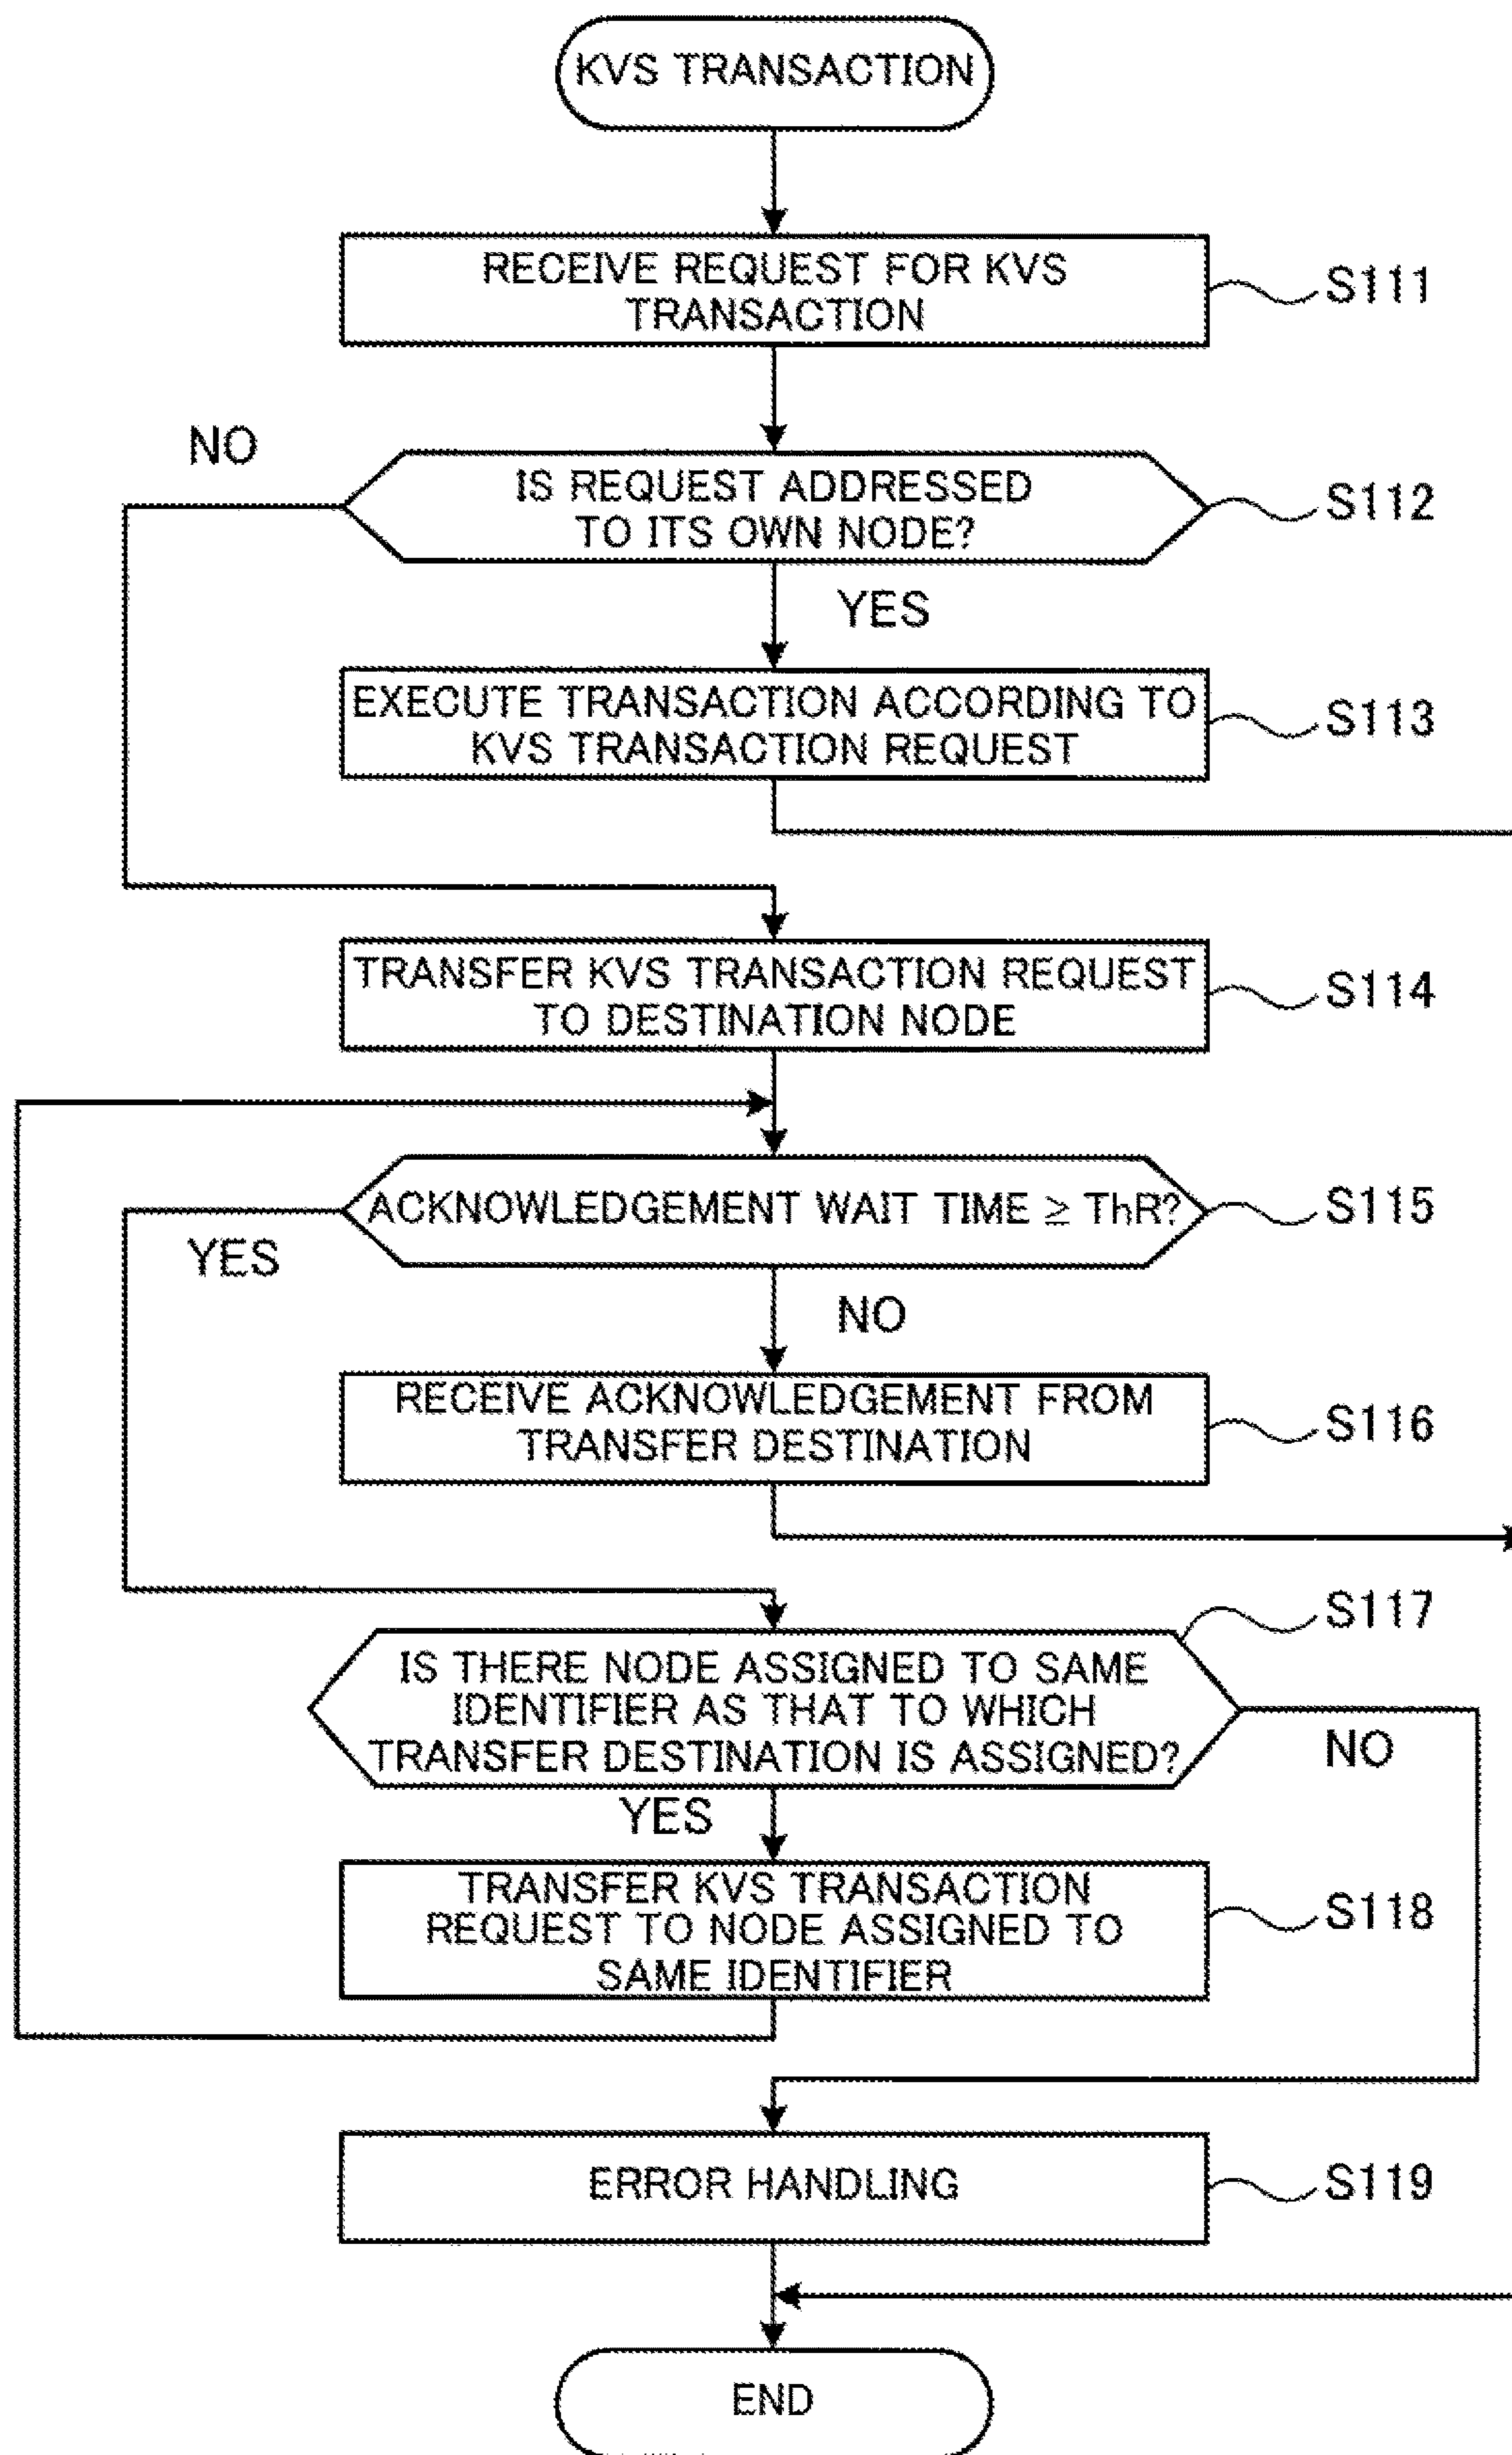 KVS TRANSACTION
RECEIVE REQUEST FOR KVS
TRANSACTION
S111
NO
IS REQUEST ADDRESSED
TO ITS OWN NODE?
S112
YES
EXECUTE TRANSACTION ACCORDING TO
KVS TRANSACTION REQUEST
S113
TRANSFER KVS TRANSACTION REQUEST
TO DESTINATION NODE
S114
ACKNOWLEDGEMENT WAIT TIME ≥ ThR?
S115
YES
NO
RECEIVE ACKNOWLEDGEMENT FROM
TRANSFER DESTINATION
S116
S117
IS THERE NODE ASSIGNED TO SAME
IDENTIFIER AS THAT TO WHICH
TRANSFER DESTINATION IS ASSIGNED?
NO
YES
TRANSFER KVS TRANSACTION
REQUEST TO NODE ASSIGNED TO
SAME IDENTIFIER
S118
ERROR HANDLING
S119
END